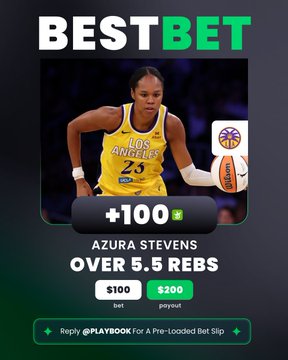 BESTBET
LOS
ANGELES
23
Wilson
+100
AZURA STEVENS
OVER 5.5 REBS
$100 $200
bet payout
Reply @PLAYBOOK For A Pre-Loaded Bet Slip